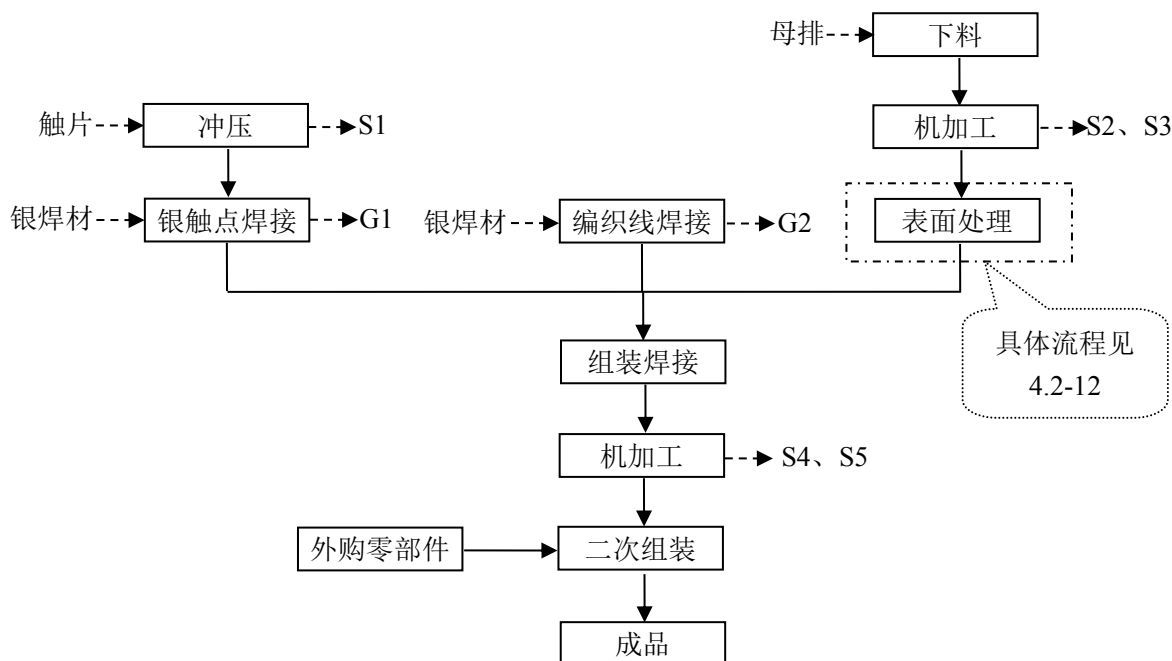 母排
下料
触片
冲压
S1
机加工
S2、S3
银焊材
银触点焊接
G1
银焊材
编织线焊接
G2
表面处理
具体流程见
4.2-12
组装焊接
机加工
S4、S5
外购零部件
二次组装
成品